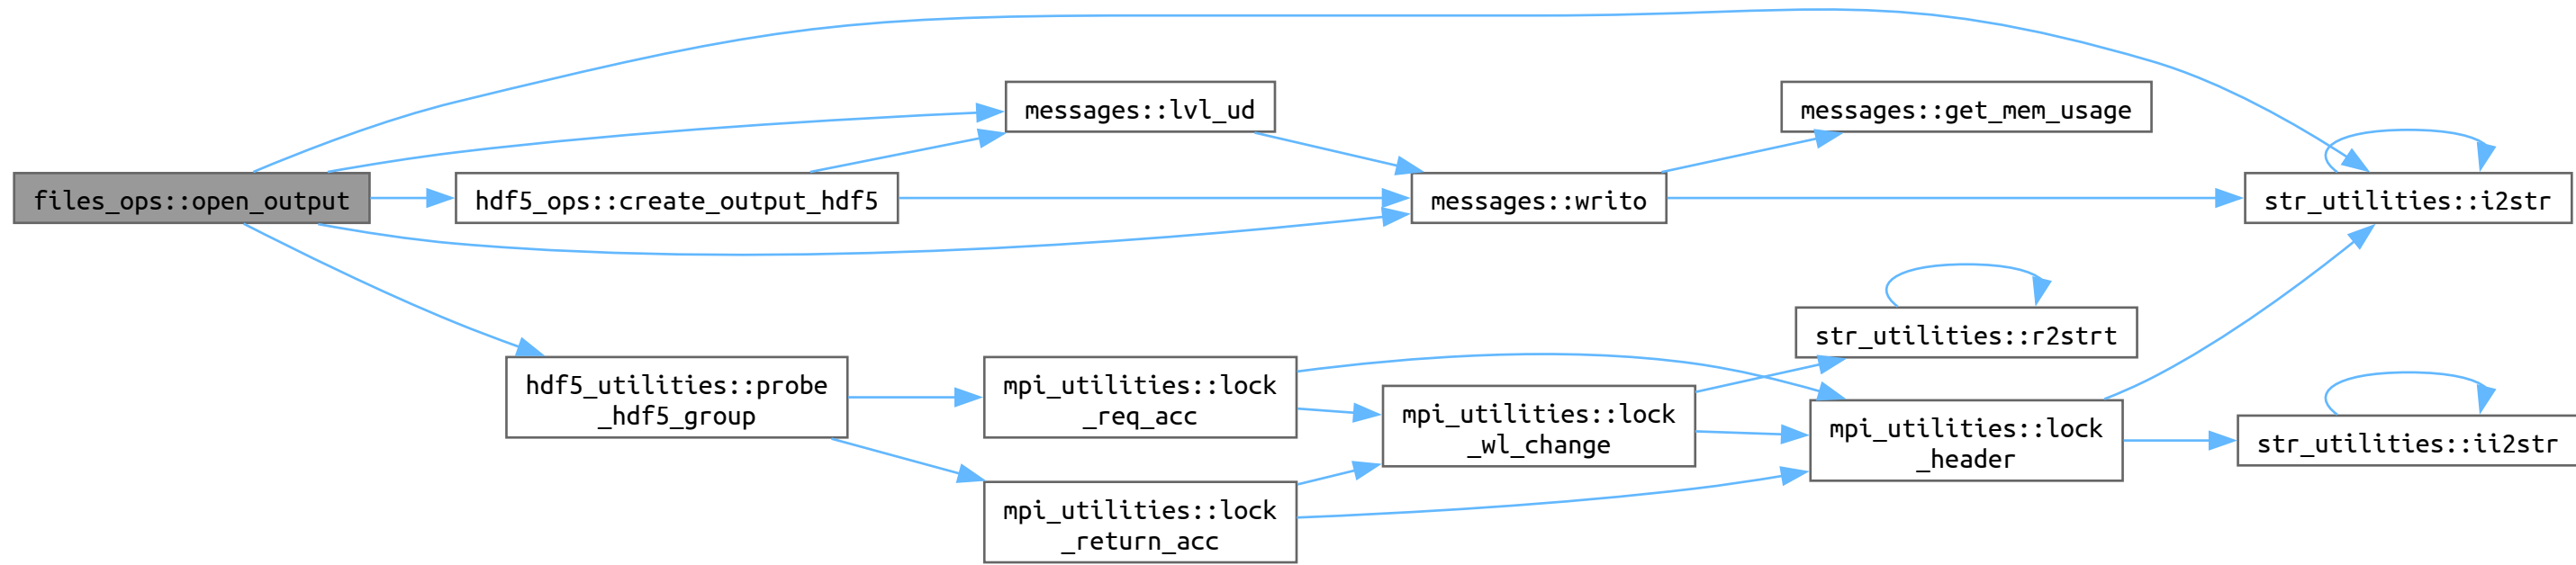 messages::lvl_ud
messages::get_mem_usage
files_ops::open_output
hdf5_ops::create_output_hdf5
messages::writo
str_utilities::i2str
str_utilities::r2strt
hdf5_utilities::probe
_hdf5_group
mpi_utilities::lock
_req_acc
mpi_utilities::lock
_wl_change
mpi_utilities::lock
_header
str_utilities::ii2str
mpi_utilities::lock
_return_acc